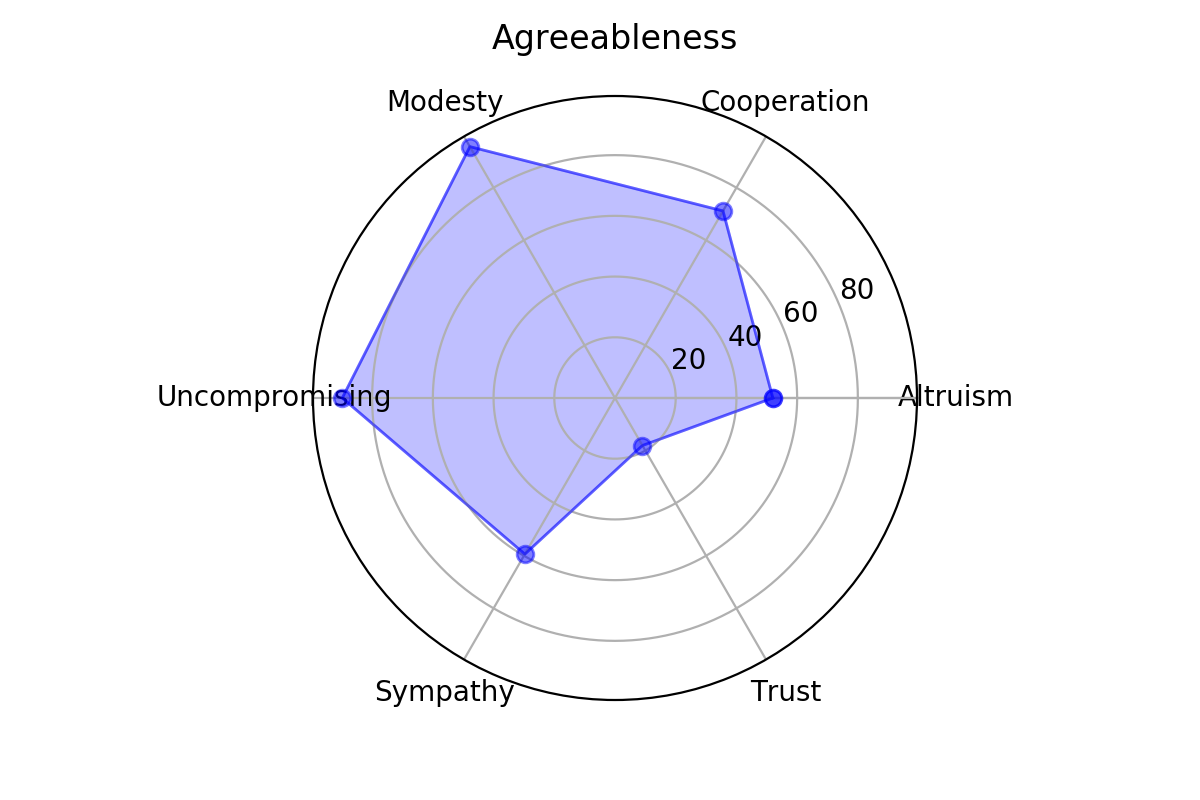 Agreeableness
Modesty
Cooperation
80
60
40
20
Uncompromising
Altruism
Sympathy
Trust